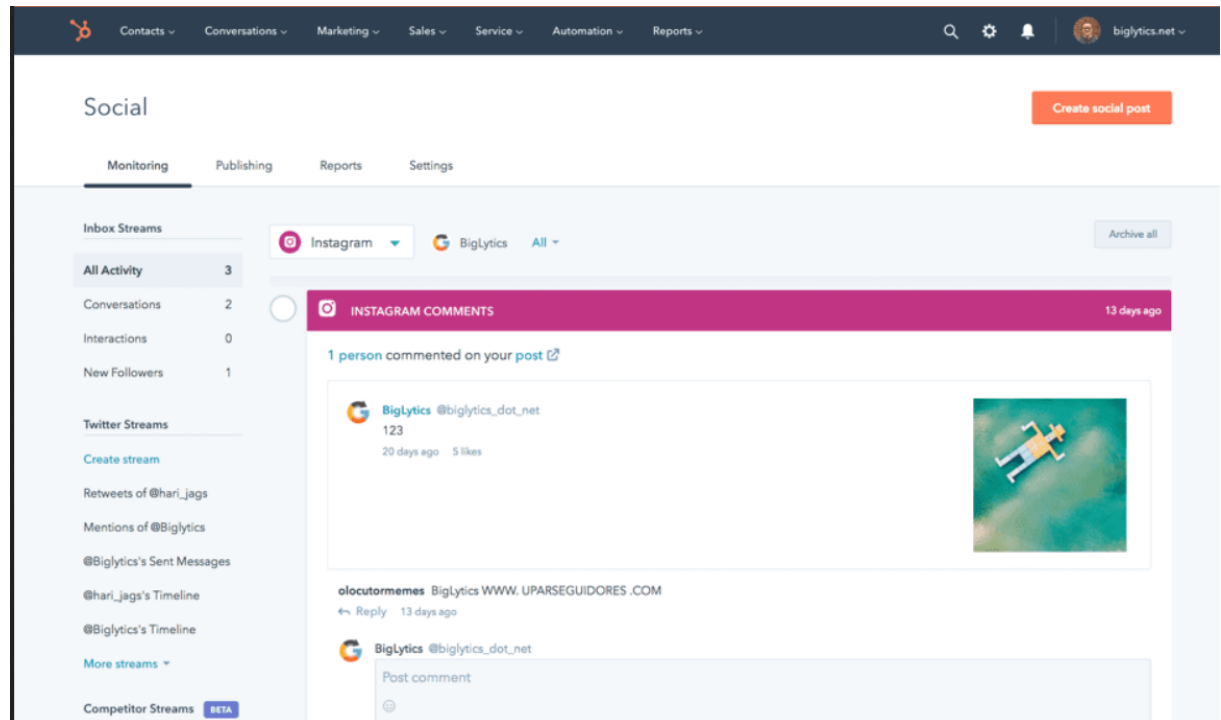 Contacts
Conversations
Marketing
Sales
Service
Automation
Reports
biglytics.net
Social
Create social post
Monitoring
Publishing
Reports
Settings
Inbox Streams
All Activity 3
Conversations 2
Interactions 0
New Followers 1
Twitter Streams
Create stream
Retweets of @hari_jags
Mentions of @Biglytics
@Biglytics's Sent Messages
@hari_jags's Timeline
@Biglytics's Timeline
More streams
Competitor Streams BETA
Instagram
BigLytics
All
Archive all
INSTAGRAM COMMENTS
13 days ago
1 person commented on your post
BigLytics @biglytics_dot_net
123
20 days ago 5 likes
olocutormemes BigLytics WWW. UPARSEGUIDORES .COM
Reply 13 days ago
BigLytics @biglytics_dot_net
Post comment